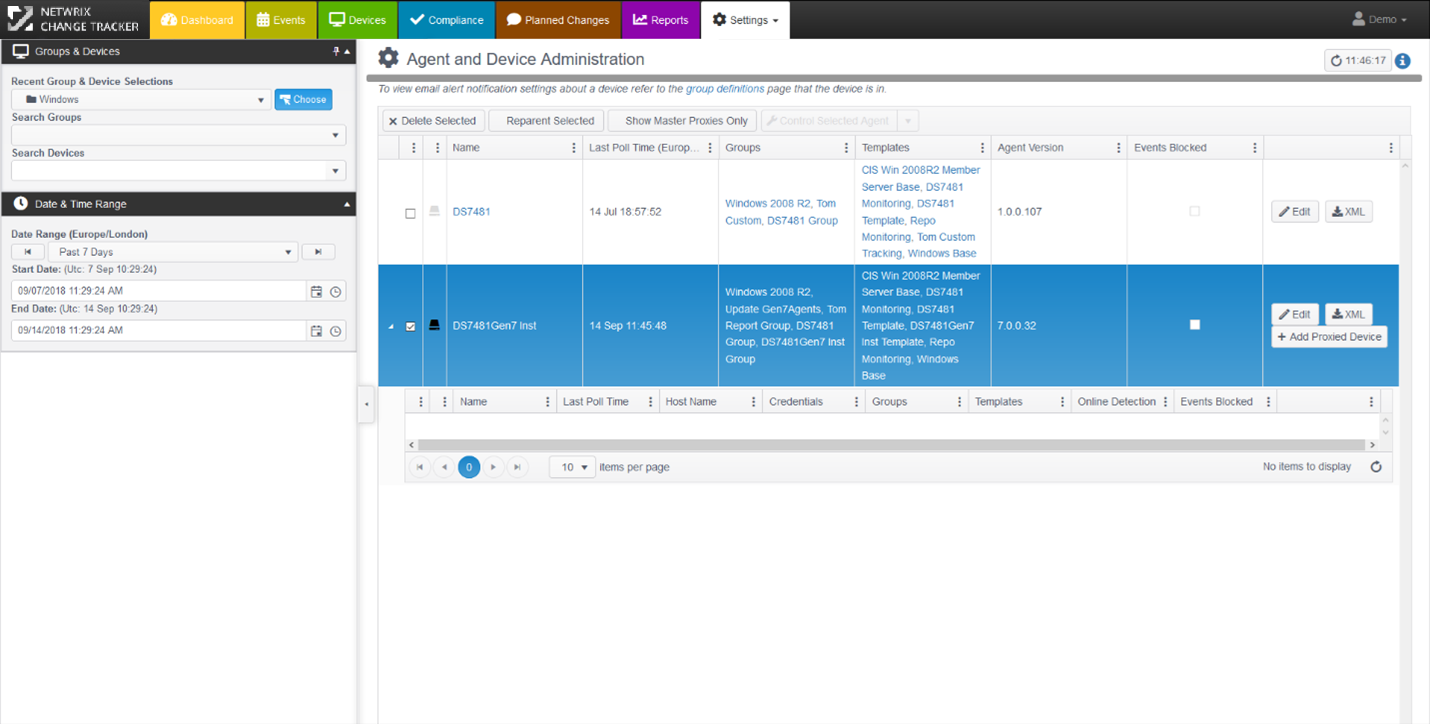 NETWRIX
CHANGE TRACKER
Dashboard
Events
Devices
Compliance
Planned Changes
Reports
Settings
Demo
Groups & Devices
Recent Group & Device Selections
Windows
Choose
Search Groups
Search Devices
Date & Time Range
Date Range (Europe/London)
Past 7 Days
Start Date: (Utc: 7 Sep 10:29:24)
09/07/2018 11:29:24 AM
End Date: (Utc: 14 Sep 10:29:24)
09/14/2018 11:29:24 AM
Agent and Device Administration
11:46:17
To view email alert notification settings about a device refer to the group definitions page that the device is in.
Delete Selected
Reparent Selected
Show Master Proxies Only
Control Selected Agent
Name
Last Poll Time (Europ...
Groups
Templates
Agent Version
Events Blocked
DS7481
14 Jul 18:57:52
Windows 2008 R2, Tom
Custom, DS7481 Group
CIS Win 2008R2 Member
Server Base, DS7481
Monitoring, DS7481
Template, Repo
Monitoring, Tom Custom
Tracking, Windows Base
1.0.0.107
Edit
XML
DS7481Gen7 Inst
14 Sep 11:45:48
Windows 2008 R2,
Update Gen7Agents, Tom
Report Group, DS7481
Group, DS7481Gen7 Inst
Group
CIS Win 2008R2 Member
Server Base, DS7481
Monitoring, DS7481
Template, DS7481Gen7
Inst Template, Repo
Monitoring, Windows
Base
7.0.0.32
Edit
XML
+ Add Proxied Device
Name
Last Poll Time
Host Name
Credentials
Groups
Templates
Online Detection
Events Blocked
0
10
items per page
No items to display